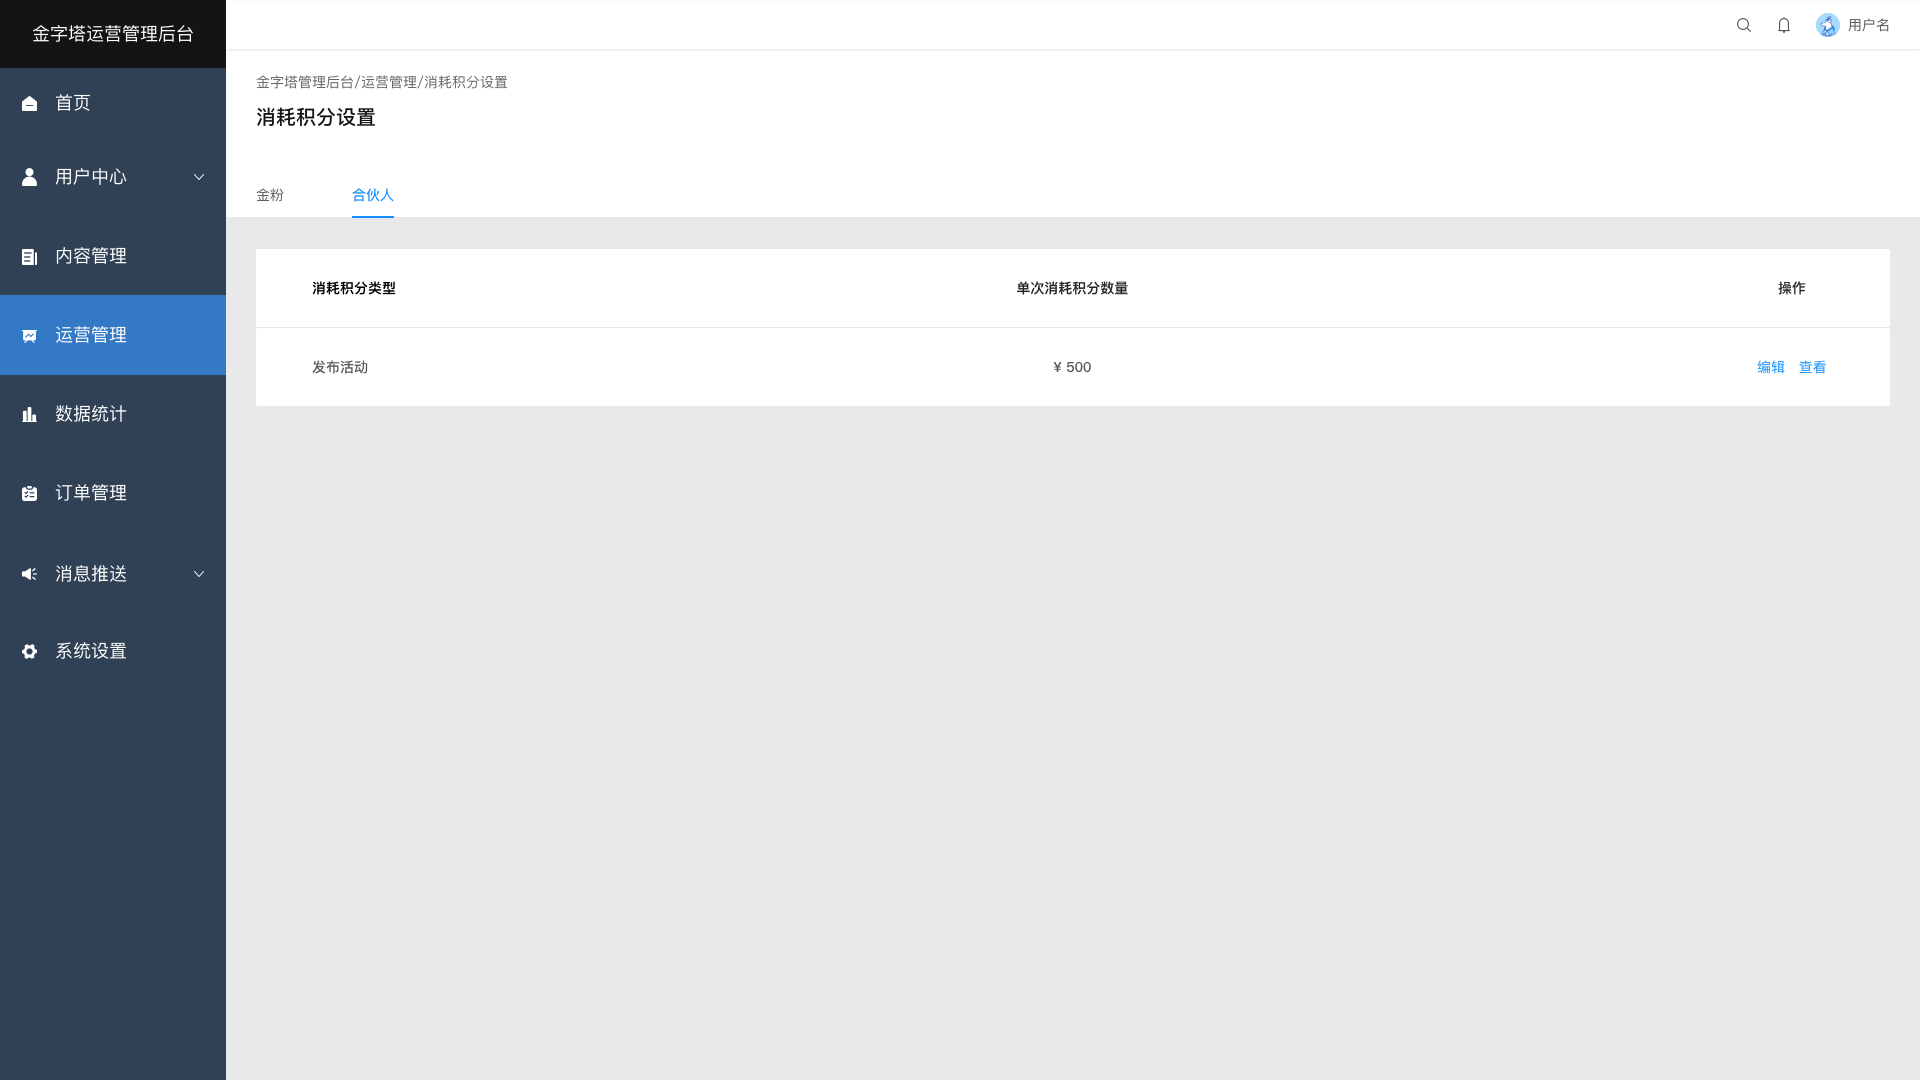 金字塔运营管理后台
用户名
首页
用户中心
内容管理
运营管理
数据统计
订单管理
消息推送
系统设置
金字塔管理后台/运营管理/消耗积分设置
消耗积分设置
金粉 合伙人
消耗积分类型 单次消耗积分数量 操作
发布活动 ¥ 500 编辑 查看